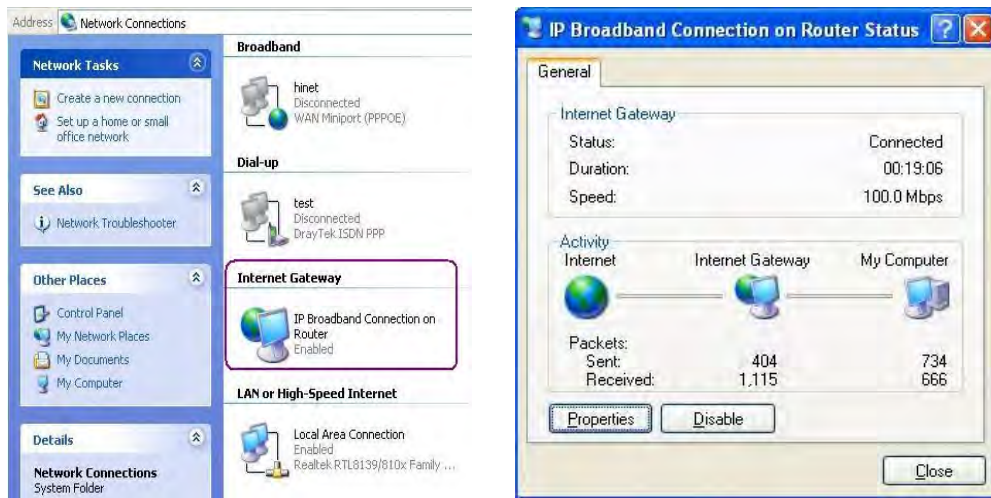 Address Network Connections
Network Tasks
Create a new connection
Set up a home or small
office network
See Also
Network Troubleshooter
Other Places
Control Panel
My Network Places
My Documents
My Computer
Details
Network Connections
System Folder
Broadband
hinet
Disconnected
WAN Miniport (PPPOE)
Dial-up
test
Disconnected
DrayTek ISDN PPP
Internet Gateway
IP Broadband Connection on
Router
Enabled
LAN or High-Speed Internet
Local Area Connection
Enabled
Realtek RTL8139/810x Family ...
IP Broadband Connection on Router Status
General
Internet Gateway
Status: Connected
Duration: 00:19:06
Speed: 100.0 Mbps
Activity
Internet Internet Gateway My Computer
Packets:
Sent: 404 734
Received: 1,115 666
Properties Disable
Close